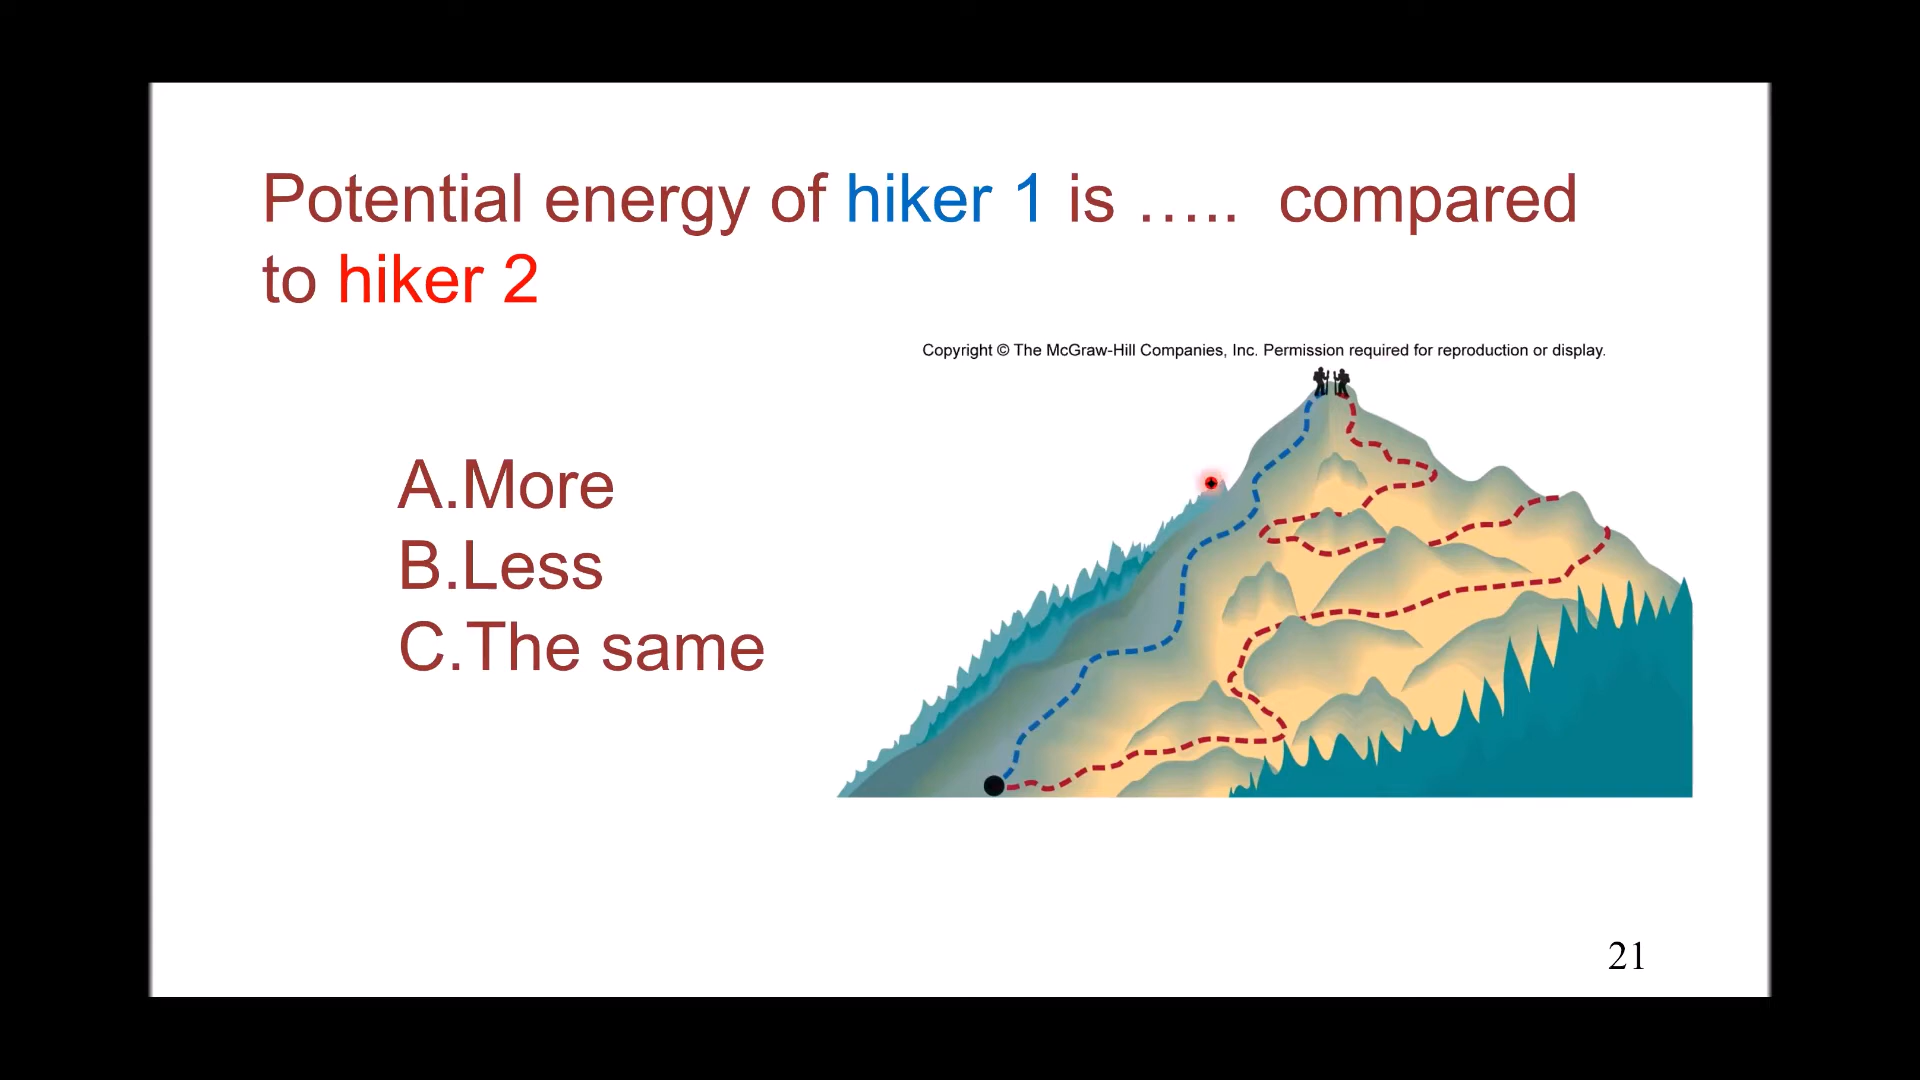 Potential energy of hiker 1 is ..... compared
to hiker 2
Copyright © The McGraw-Hill Companies, Inc. Permission required for reproduction or display.
A.More
B.Less
C.The same
21